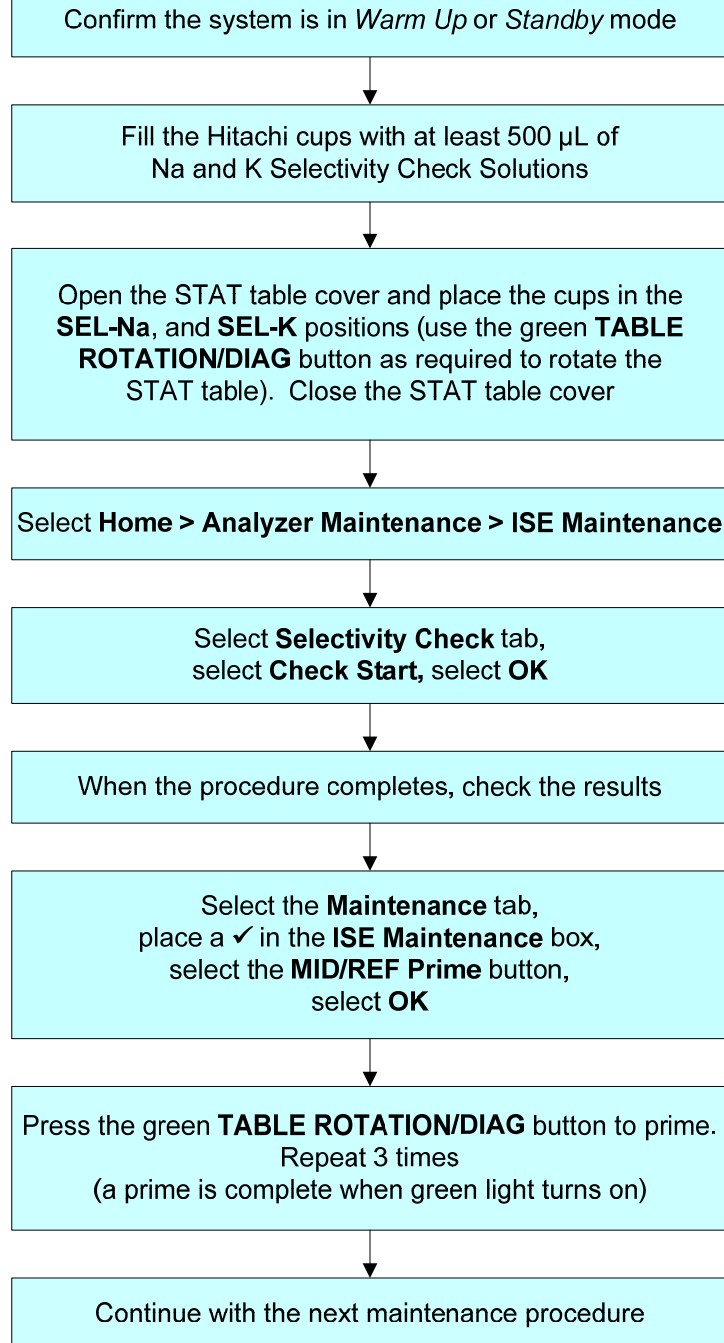 Confirm the system is in Warm Up or Standby mode
Fill the Hitachi cups with at least 500 µL of
Na and K Selectivity Check Solutions
Open the STAT table cover and place the cups in the
SEL-Na, and SEL-K positions (use the green TABLE
ROTATION/DIAG button as required to rotate the
STAT table). Close the STAT table cover
Select Home > Analyzer Maintenance > ISE Maintenance
Select Selectivity Check tab,
select Check Start, select OK
When the procedure completes, check the results
Select the Maintenance tab,
place a ✓ in the ISE Maintenance box,
select the MID/REF Prime button,
select OK
Press the green TABLE ROTATION/DIAG button to prime.
Repeat 3 times
(a prime is complete when green light turns on)
Continue with the next maintenance procedure